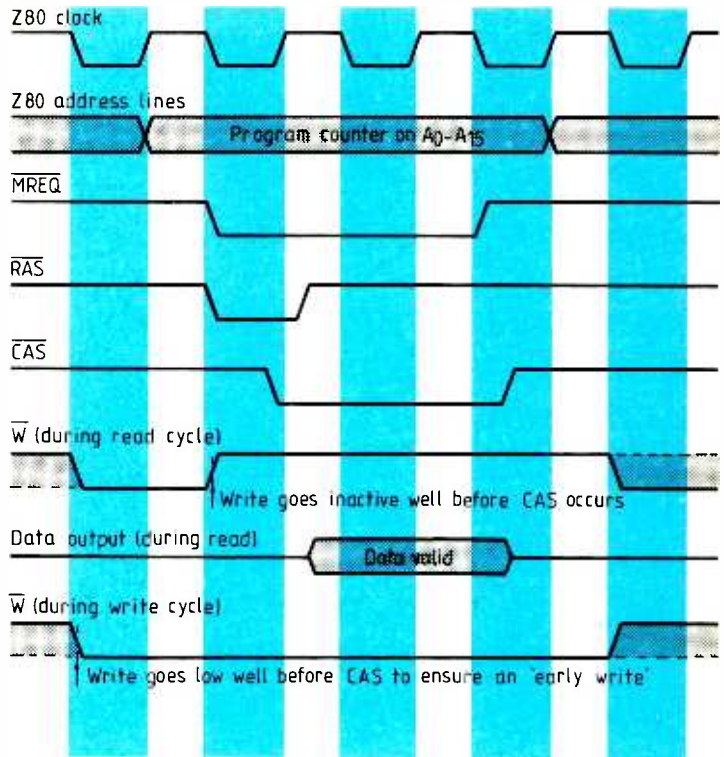 Z80 clock
Z80 address lines
Program counter on A0-A15
MREQ
RAS
CAS
W (during read cycle)
Write goes inactive well before CAS occurs
Data output (during read)
Data valid
W (during write cycle)
Write goes low well before CAS to ensure an 'early write'